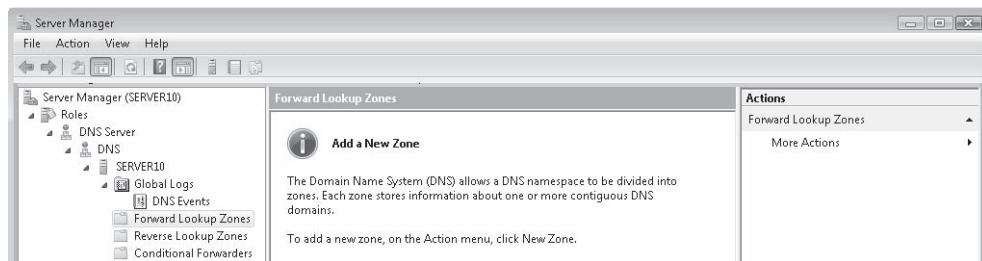 Server Manager
File Action View Help
Server Manager (SERVER10)
Roles
DNS Server
DNS
SERVER10
Global Logs
DNS Events
Forward Lookup Zones
Reverse Lookup Zones
Conditional Forwarders
Forward Lookup Zones
Add a New Zone
The Domain Name System (DNS) allows a DNS namespace to be divided into
zones. Each zone stores information about one or more contiguous DNS
domains.
To add a new zone, on the Action menu, click New Zone.
Actions
Forward Lookup Zones
More Actions